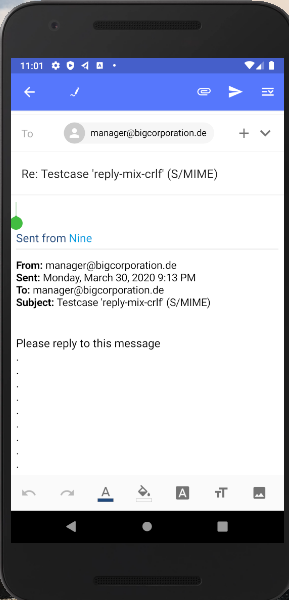 11:01
To manager@bigcorporation.de
Re: Testcase 'reply-mix-crlf' (S/MIME)
Sent from Nine
From: manager@bigcorporation.de
Sent: Monday, March 30, 2020 9:13 PM
To: manager@bigcorporation.de
Subject: Testcase 'reply-mix-crlf' (S/MIME)
Please reply to this message
.
.
.
.
.
.
.
.
.
A
A
TT